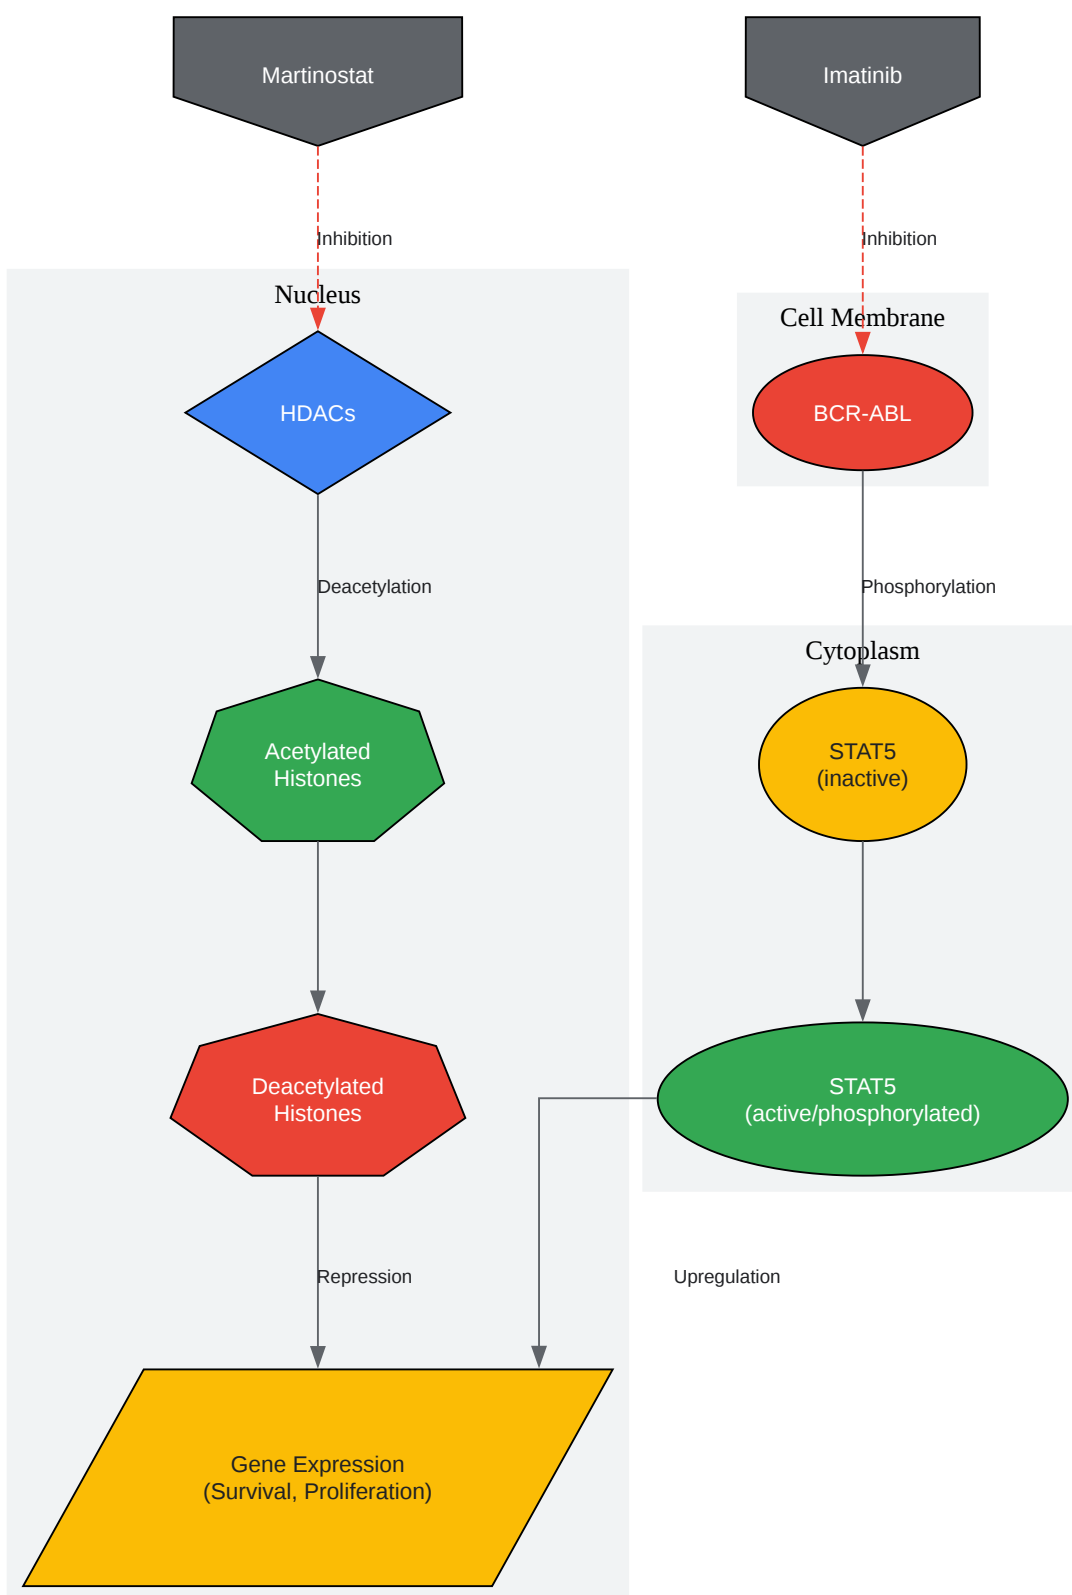 Martinostat
Imatinib
Inhibition
Inhibition
Nucleus
Cell Membrane
HDACs
BCR-ABL
Deacetylation
Phosphorylation
Cytoplasm
Acetylated
Histones
STAT5
(inactive)
Deacetylated
Histones
STAT5
(active/phosphorylated)
Repression
Upregulation
Gene Expression
(Survival, Proliferation)